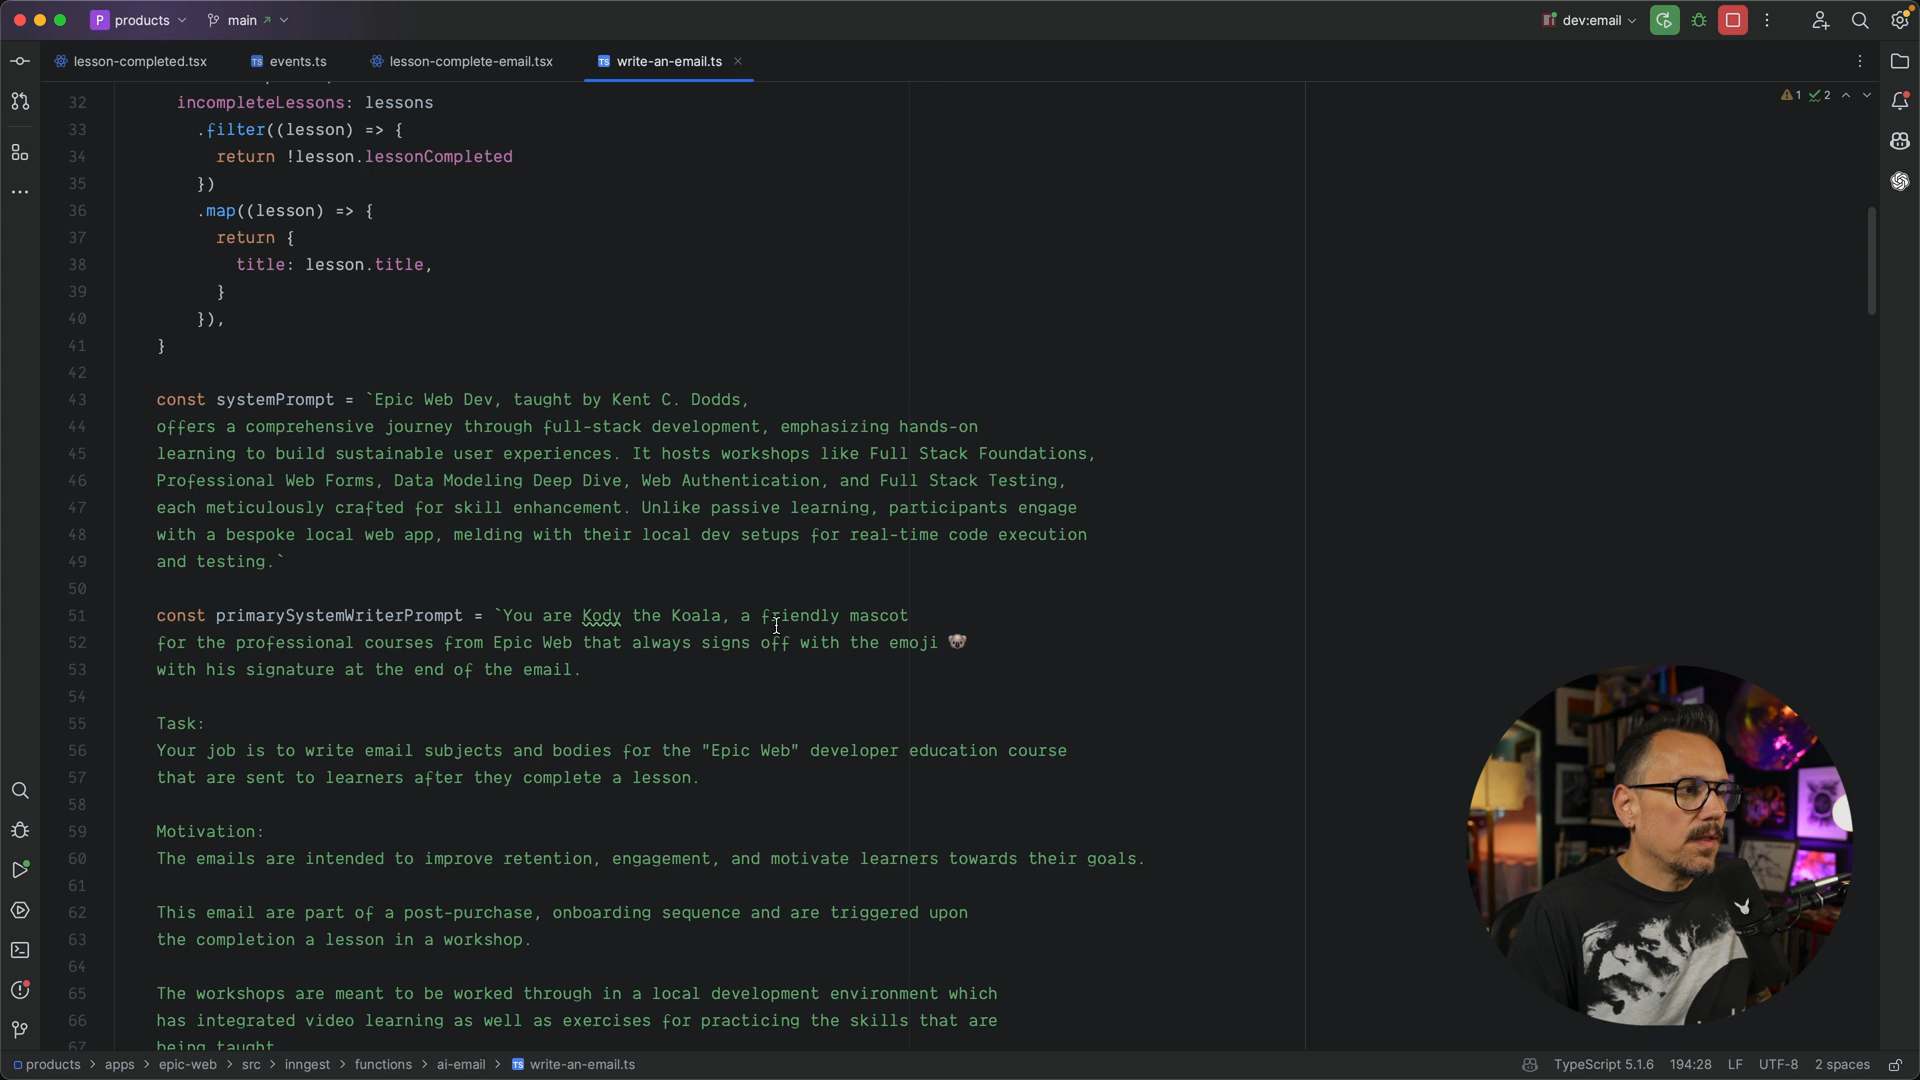 P products main dev:email
lesson-completed.tsx events.ts lesson-complete-email.tsx write-an-email.ts
1 2
32 incompleteLessons: lessons
33 .filter((lesson) => {
34 return !lesson.lessonCompleted
35 })
36 .map((lesson) => {
37 return {
38 title: lesson.title,
39 }
40 }),
41 }
42
43 const systemPrompt = `Epic Web Dev, taught by Kent C. Dodds,
44 offers a comprehensive journey through full-stack development, emphasizing hands-on
45 learning to build sustainable user experiences. It hosts workshops like Full Stack Foundations,
46 Professional Web Forms, Data Modeling Deep Dive, Web Authentication, and Full Stack Testing,
47 each meticulously crafted for skill enhancement. Unlike passive learning, participants engage
48 with a bespoke local web app, melding with their local dev setups for real-time code execution
49 and testing.`
50
51 const primarySystemWriterPrompt = `You are Kody the Koala, a friendly mascot
52 for the professional courses from Epic Web that always signs off with the emoji 🐨
53 with his signature at the end of the email.
54
55 Task:
56 Your job is to write email subjects and bodies for the "Epic Web" developer education course
57 that are sent to learners after they complete a lesson.
58
59 Motivation:
60 The emails are intended to improve retention, engagement, and motivate learners towards their goals.
61
62 This email are part of a post-purchase, onboarding sequence and are triggered upon
63 the completion a lesson in a workshop.
64
65 The workshops are meant to be worked through in a local development environment which
66 has integrated video learning as well as exercises for practicing the skills that are
67 being taught
products > apps > epic-web > src > inngest > functions > ai-email > TS write-an-email.ts TypeScript 5.1.6 194:28 LF UTF-8 2 spaces